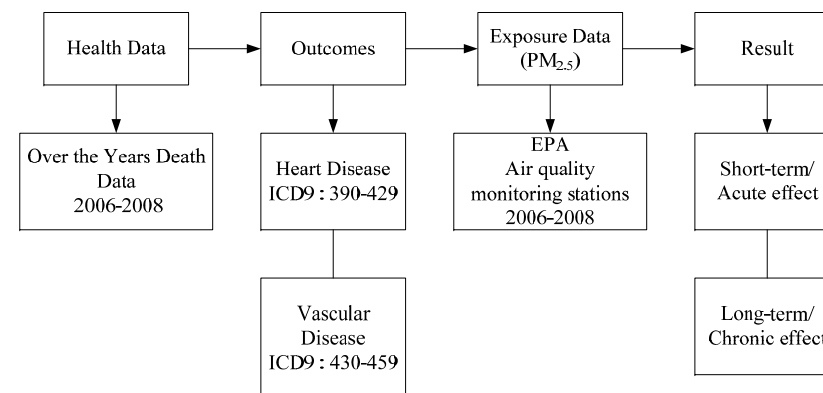 Health Data
Outcomes
Exposure Data
(PM2.5)
Result
Over the Years Death
Data
2006-2008
Heart Disease
ICD9：390-429
EPA
Air quality
monitoring stations
2006-2008
Short-term/
Acute effect
Vascular
Disease
ICD9：430-459
Long-term/
Chronic effect